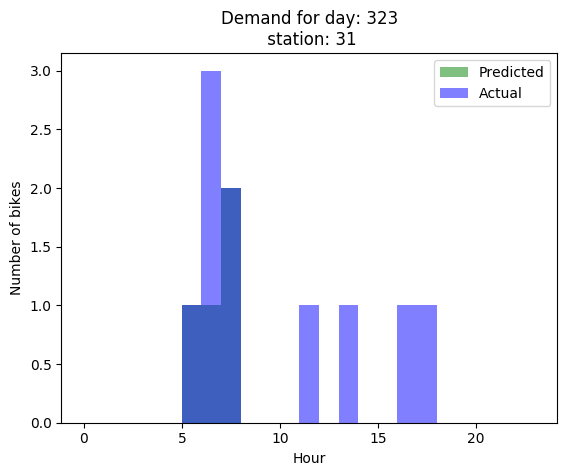 Demand for day: 323
station: 31
Predicted
Actual
3.0
2.5
2.0
1.5
1.0
0.5
0.0
Number of bikes
0
5
10
15
20
Hour